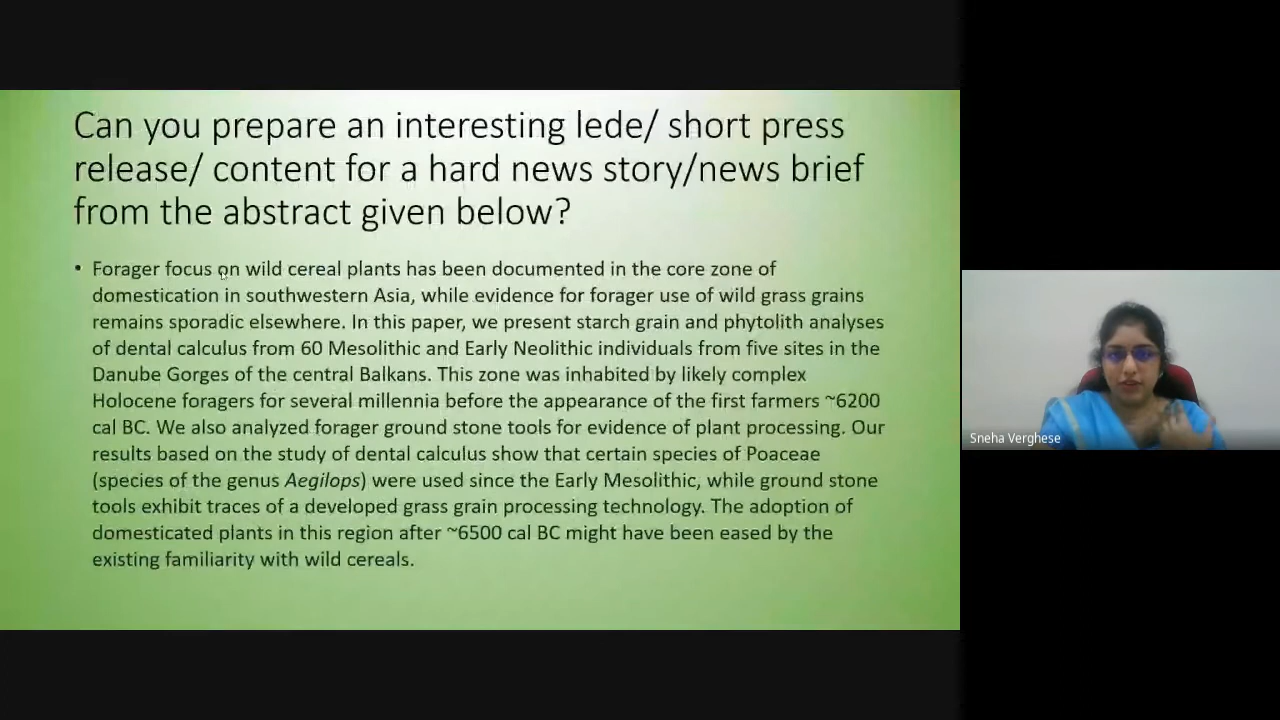 Can you prepare an interesting lede/ short press
release/ content for a hard news story/news brief
from the abstract given below?
• Forager focus on wild cereal plants has been documented in the core zone of
domestication in southwestern Asia, while evidence for forager use of wild grass grains
remains sporadic elsewhere. In this paper, we present starch grain and phytolith analyses
of dental calculus from 60 Mesolithic and Early Neolithic individuals from five sites in the
Danube Gorges of the central Balkans. This zone was inhabited by likely complex
Holocene foragers for several millennia before the appearance of the first farmers ~6200
cal BC. We also analyzed forager ground stone tools for evidence of plant processing. Our
results based on the study of dental calculus show that certain species of Poaceae
(species of the genus Aegilops) were used since the Early Mesolithic, while ground stone
tools exhibit traces of a developed grass grain processing technology. The adoption of
domesticated plants in this region after ~6500 cal BC might have been eased by the
existing familiarity with wild cereals.
Sneha Verghese